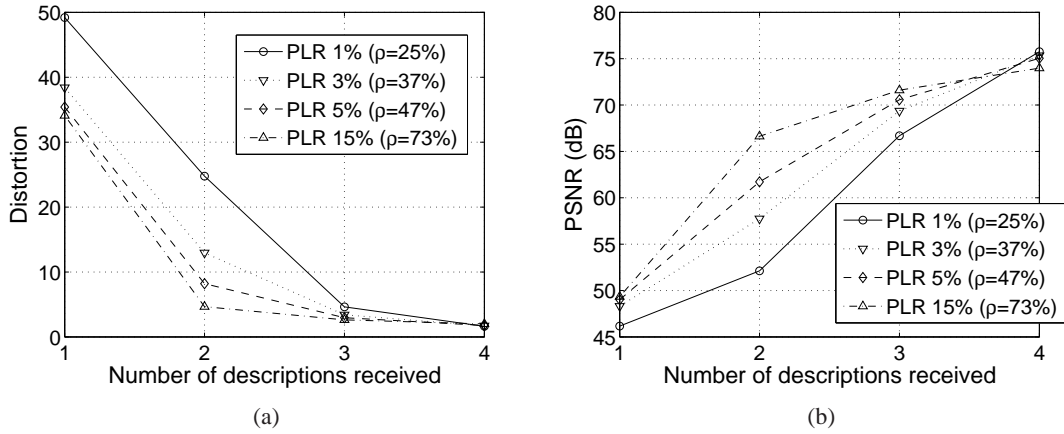 50
40
30
20
10
0
Distortion
PLR 1% (ρ=25%)
PLR 3% (ρ=37%)
PLR 5% (ρ=47%)
PLR 15% (ρ=73%)
1 2 3 4
Number of descriptions received
(a)
80
75
70
65
60
55
50
45
PSNR (dB)
PLR 1% (ρ=25%)
PLR 3% (ρ=37%)
PLR 5% (ρ=47%)
PLR 15% (ρ=73%)
1 2 3 4
Number of descriptions received
(b)